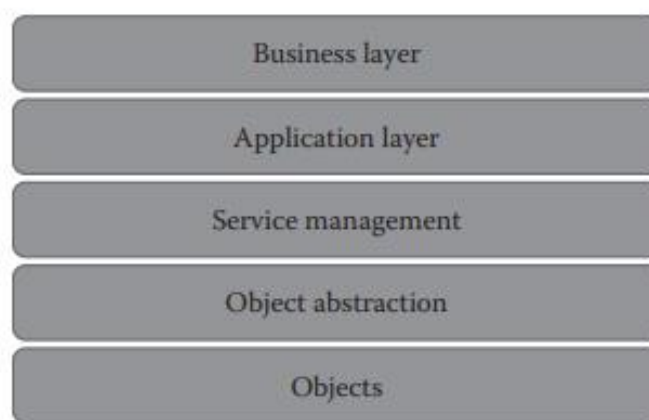 Business layer
Application layer
Service management
Object abstraction
Objects